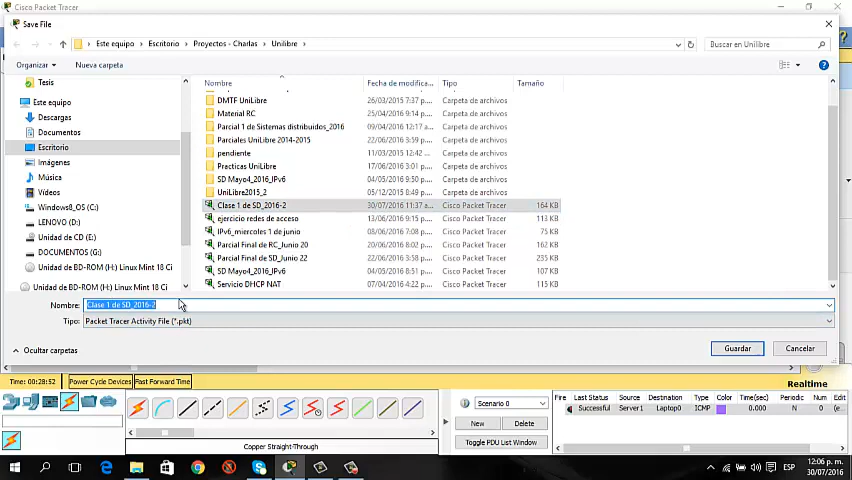 Cisco Packet Tracer
Save File
Este equipo > Escritorio > Proyectos - Charlas > Unilibre >
Buscar en Unilibre
Organizar
Nueva carpeta
Nombre
Fecha de modifica...
Tipo
Tamaño
Tesis
Este equipo
Descargas
Documentos
Escritorio
Imágenes
Música
Vídeos
Windows8_OS (C:)
LENOVO (D:)
Unidad de CD (E:)
DOCUMENTOS (G:)
Unidad de BD-ROM (H:) Linux Mint 18 Ci
Unidad de BD-ROM (H:) Linux Mint 18 Ci
DMTF UniLibre 26/03/2015 7:37 p.... Carpeta de archivos
Material RC 25/04/2016 9:14 p.... Carpeta de archivos
Parcial 1 de Sistemas distribuidos_2016 09/04/2016 12:17 a... Carpeta de archivos
Parciales UniLibre 2014-2015 22/06/2016 3:59 p.... Carpeta de archivos
pendiente 11/03/2015 12:42 ... Carpeta de archivos
Practicas UniLibre 17/06/2016 3:01 p.... Carpeta de archivos
SD Mayo4_2016_IPv6 04/05/2016 9:50 p.... Carpeta de archivos
UniLibre2015_2 05/12/2015 8:49 p.... Carpeta de archivos
Clase 1 de SD_2016-2 30/07/2016 11:37 a... Cisco Packet Tracer 164 KB
ejercicio redes de acceso 13/06/2016 9:15 p.... Cisco Packet Tracer 113 KB
IPv6_miercoles 1 de junio 08/06/2016 7:08 p.... Cisco Packet Tracer 75 KB
Parcial Final de RC_Junio 20 20/06/2016 8:02 p.... Cisco Packet Tracer 162 KB
Parcial Final de SD_Junio 22 22/06/2016 3:58 p.... Cisco Packet Tracer 235 KB
SD Mayo4_2016_IPv6 04/05/2016 8:51 p.... Cisco Packet Tracer 107 KB
Servicio DHCP NAT 07/04/2016 4:22 p.... Cisco Packet Tracer 115 KB
Nombre: Clase 1 de SD_2016-2
Tipo: Packet Tracer Activity File (*.pkt)
Ocultar carpetas
Guardar
Cancelar
Time: 00:28:52
Power Cycle Devices
Fast Forward Time
Realtime
Scenario 0
New
Delete
Toggle PDU List Window
Fire Last Status Source Destination Type Color Time(sec) Periodic Num
Successful Server1 Laptop0 ICMP 0.000 N 0
Copper Straight-Through
ESP
12:06 p. m.
30/07/2016